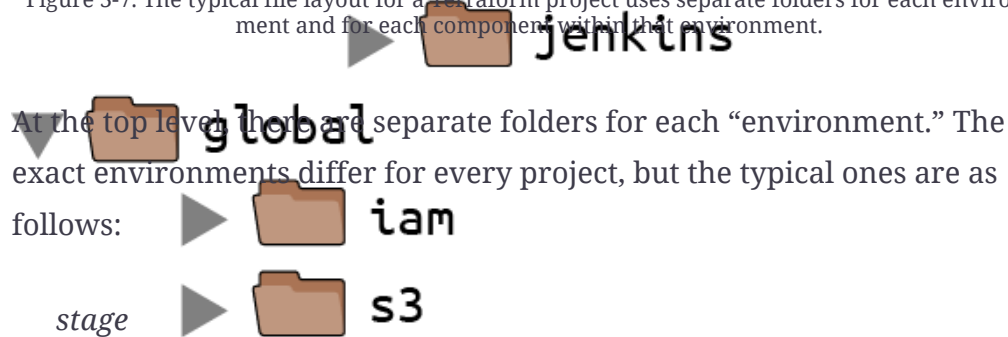 Figure 3-7. The typical file layout for a Terraform project uses separate folders for each enviro
ment and for each component within that environment.
jenkins
At the top level, there are separate folders for each “environment.” The
global
exact environments differ for every project, but the typical ones are as
follows:
iam
s3
stage